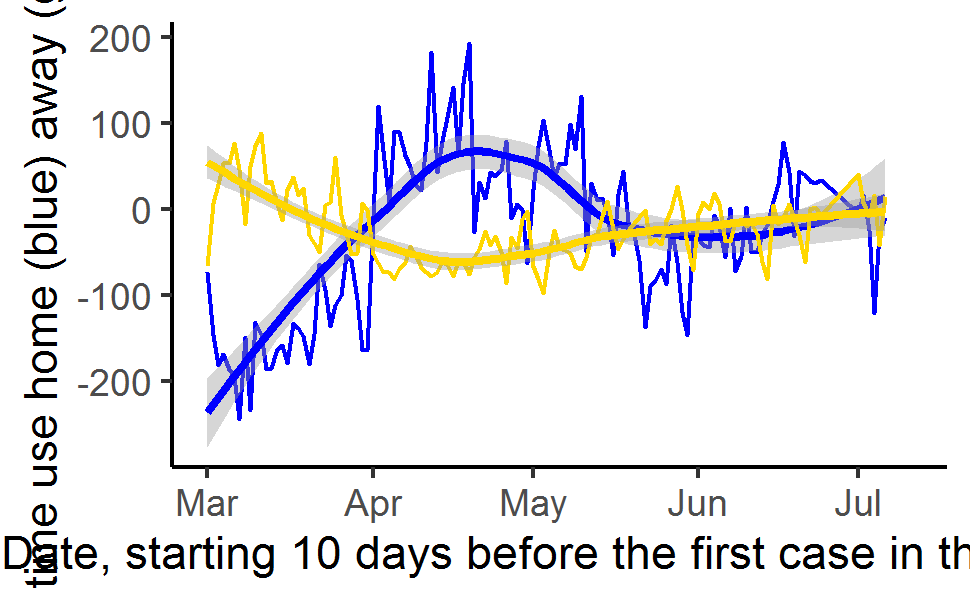 time use home (blue) away (g
200
100
0
-100
-200
Mar Apr May Jun Jul
Date, starting 10 days before the first case in th